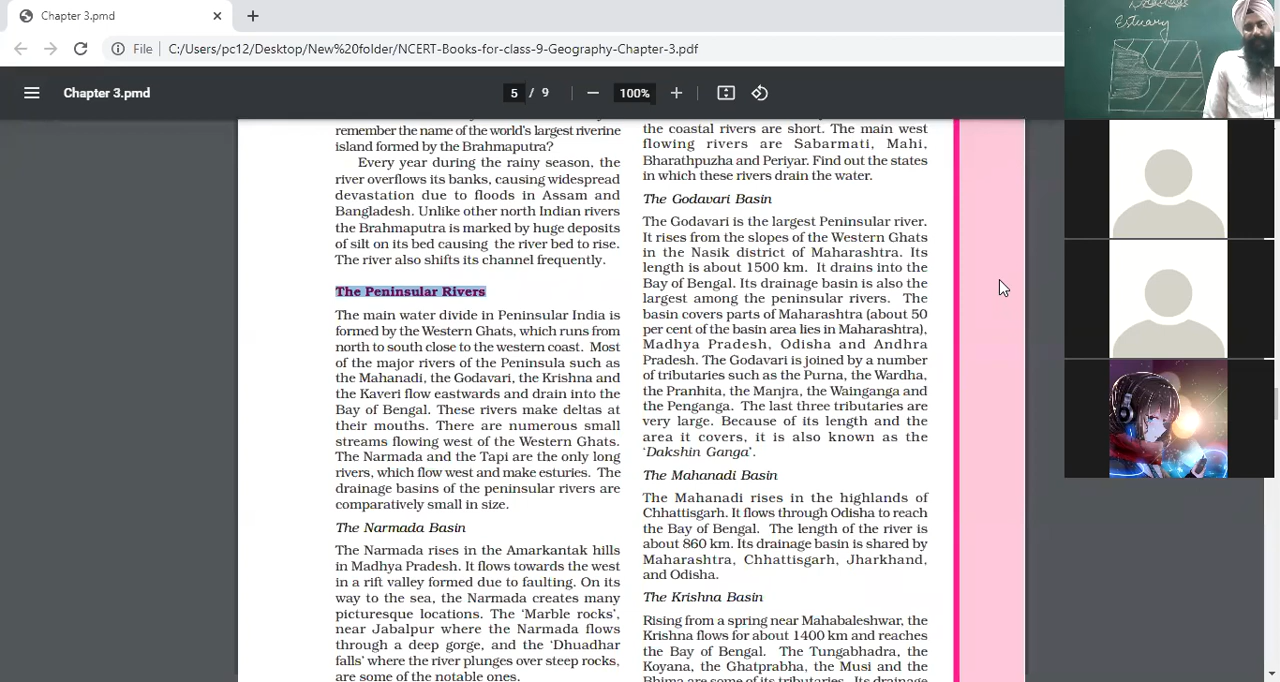 Chapter 3.pmd
File
C:/Users/pc12/Desktop/New%20folder/NCERT-Books-for-class-9-Geography-Chapter-3.pdf
Chapter 3.pmd
5 / 9
100%
Estuary
remember the name of the world's largest riverine
island formed by the Brahmaputra?
Every year during the rainy season, the
river overflows its banks, causing widespread
devastation due to floods in Assam and
Bangladesh. Unlike other north Indian rivers
the Brahmaputra is marked by huge deposits
of silt on its bed causing the river bed to rise.
The river also shifts its channel frequently.
The Peninsular Rivers
The main water divide in Peninsular India is
formed by the Western Ghats, which runs from
north to south close to the western coast. Most
of the major rivers of the Peninsula such as
the Mahanadi, the Godavari, the Krishna and
the Kaveri flow eastwards and drain into the
Bay of Bengal. These rivers make deltas at
their mouths. There are numerous small
streams flowing west of the Western Ghats.
The Narmada and the Tapi are the only long
rivers, which flow west and make esturies. The
drainage basins of the peninsular rivers are
comparatively small in size.
The Narmada Basin
The Narmada rises in the Amarkantak hills
in Madhya Pradesh. It flows towards the west
in a rift valley formed due to faulting. On its
way to the sea, the Narmada creates many
picturesque locations. The 'Marble rocks',
near Jabalpur where the Narmada flows
through a deep gorge, and the 'Dhuadhar
falls' where the river plunges over steep rocks,
are some of the notable ones.
the coastal rivers are short. The main west
flowing rivers are Sabarmati, Mahi,
Bharathpuzha and Periyar. Find out the states
in which these rivers drain the water.
The Godavari Basin
The Godavari is the largest Peninsular river.
It rises from the slopes of the Western Ghats
in the Nasik district of Maharashtra. Its
length is about 1500 km. It drains into the
Bay of Bengal. Its drainage basin is also the
largest among the peninsular rivers. The
basin covers parts of Maharashtra (about 50
per cent of the basin area lies in Maharashtra),
Madhya Pradesh, Odisha and Andhra
Pradesh. The Godavari is joined by a number
of tributaries such as the Purna, the Wardha,
the Pranhita, the Manjra, the Wainganga and
the Penganga. The last three tributaries are
very large. Because of its length and the
area it covers, it is also known as the
'Dakshin Ganga'.
The Mahanadi Basin
The Mahanadi rises in the highlands of
Chhattisgarh. It flows through Odisha to reach
the Bay of Bengal. The length of the river is
about 860 km. Its drainage basin is shared by
Maharashtra, Chhattisgarh, Jharkhand,
and Odisha.
The Krishna Basin
Rising from a spring near Mahabaleshwar, the
Krishna flows for about 1400 km and reaches
the Bay of Bengal. The Tungabhadra, the
Koyana, the Ghatprabha, the Musi and the
Bhima are some of its tributaries. Its drainage